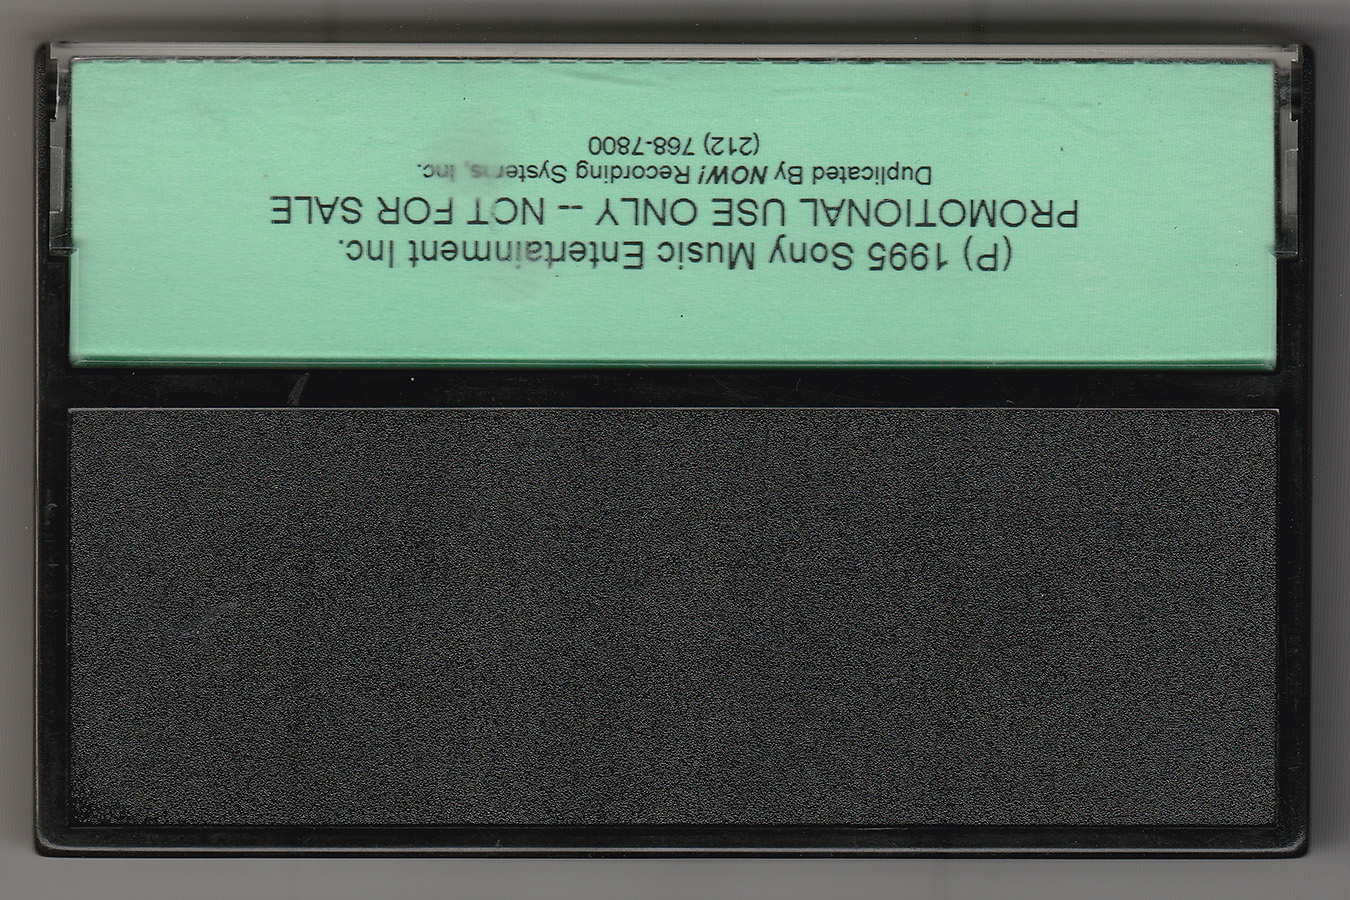 (P) 1995 Sony Music Entertainment Inc.
PROMOTIONAL USE ONLY -- NOT FOR SALE
Duplicated By NOW! Recording Systems, Inc.
(212) 768-7800